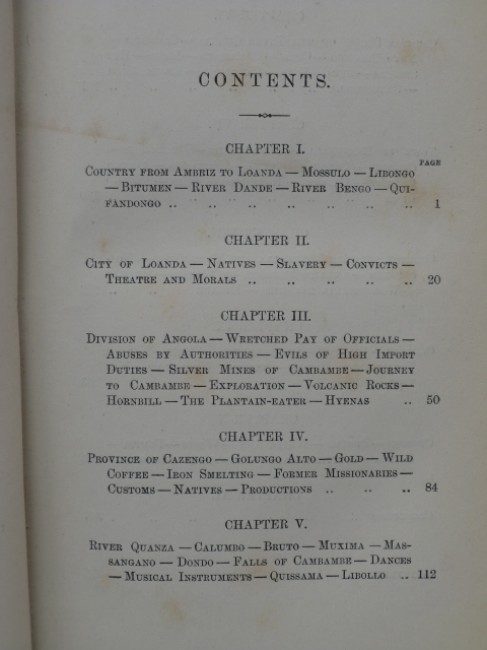 CONTENTS.
CHAPTER I.
PAGE
Country from Ambriz to Loanda — Mossulo — Libongo
— Bitumen — River Dande — River Bengo — Qui-
fandongo .. .. .. .. .. .. .. 1
CHAPTER II.
City of Loanda — Natives — Slavery — Convicts —
Theatre and Morals .. .. .. .. .. 20
CHAPTER III.
Division of Angola — Wretched Pay of Officials —
Abuses by Authorities — Evils of High Import
Duties — Silver Mines of Cambambe — Journey
to Cambambe — Exploration — Volcanic Rocks —
Hornbill — The Plantain-eater — Hyenas .. 50
CHAPTER IV.
Province of Cazengo — Golungo Alto — Gold — Wild
Coffee — Iron Smelting — Former Missionaries —
Customs — Natives — Productions .. .. .. 84
CHAPTER V.
River Quanza — Calumbo — Bruto — Muxima — Mas-
sangano — Dondo — Falls of Cambambe — Dances
— Musical Instruments — Quissama — Libollo .. 112